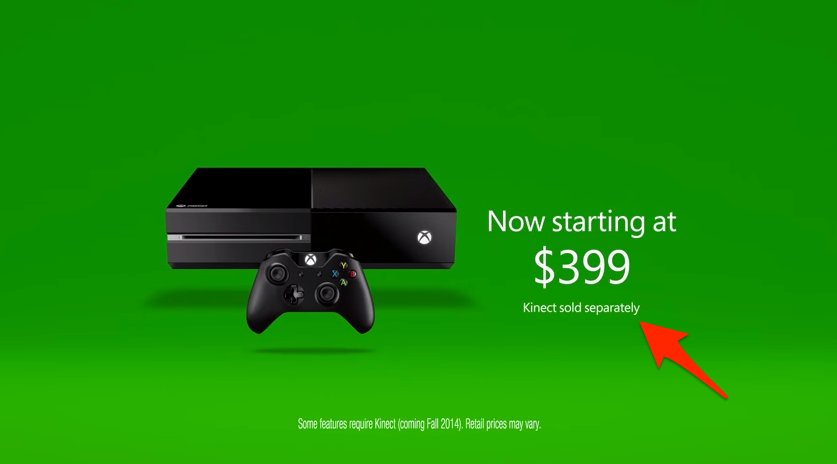 Now starting at
$399
Kinect sold separately
Y
X
B
A
Some features require Kinect (coming Fall 2014). Retail prices may vary.